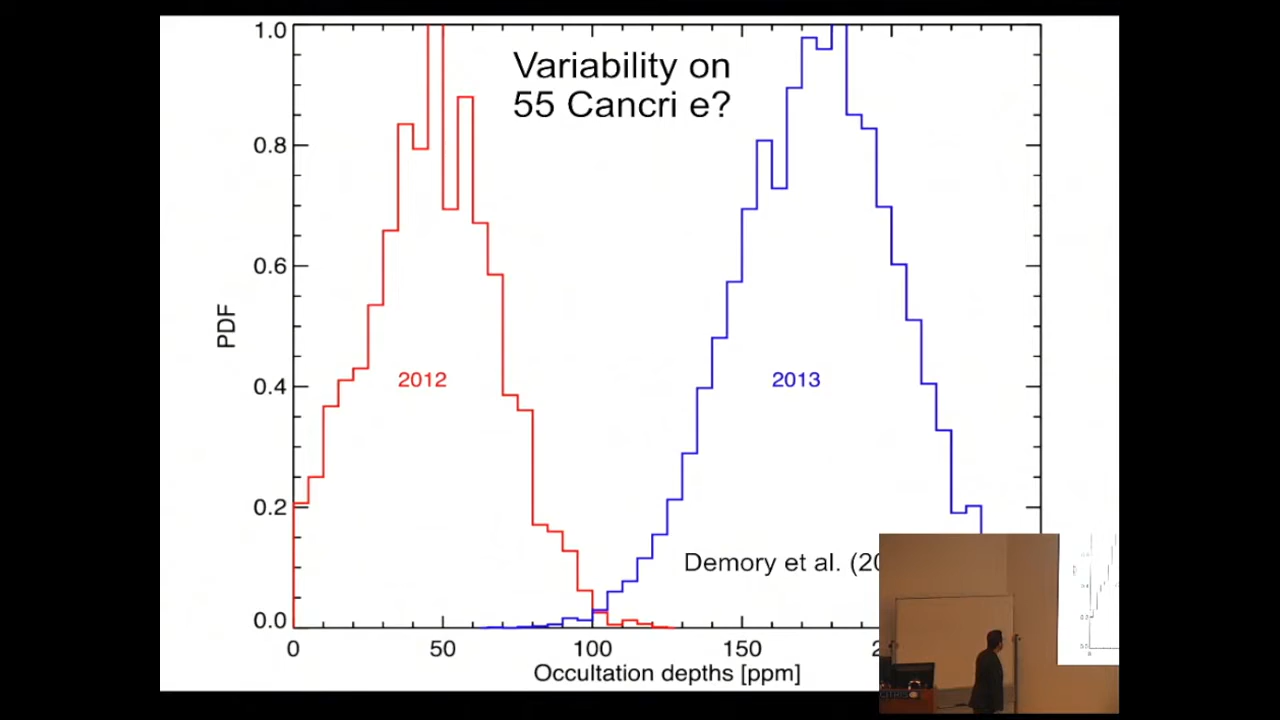 Variability on
55 Cancri e?
1.0
0.8
0.6
0.4
0.2
0.0
PDF
2012
2013
Demory et al. (20
0
50
100
150
2
Occultation depths [ppm]